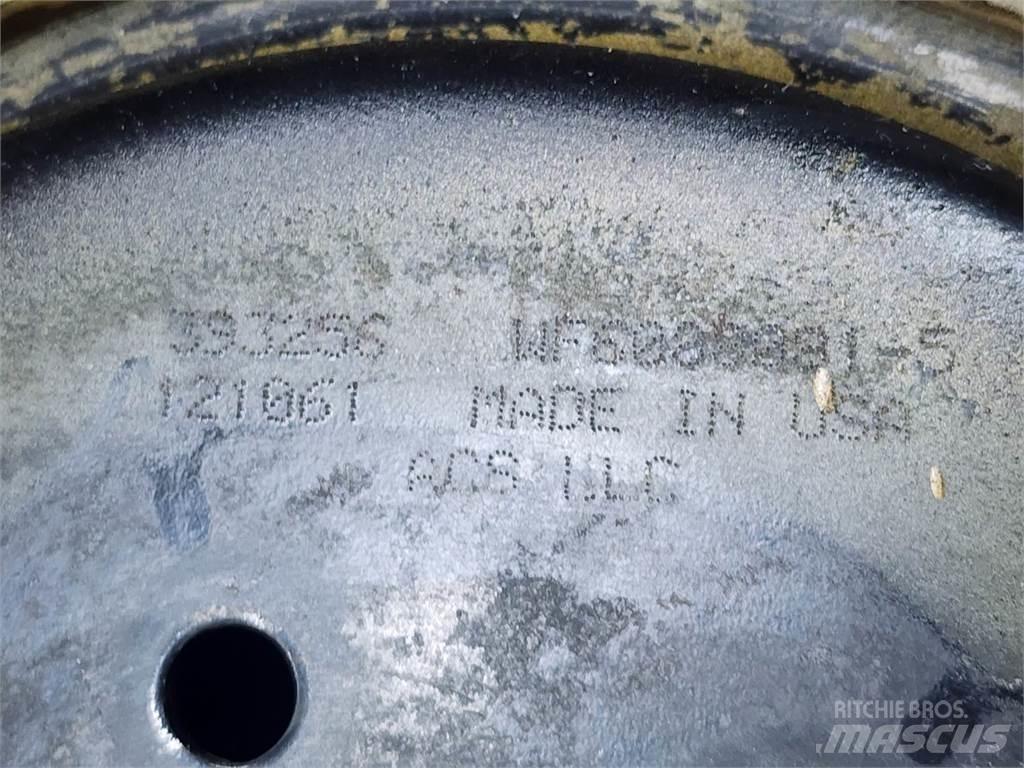 393256
121061 MADE IN USA
ACS LLC
RITCHIE BROS.
MASCUS